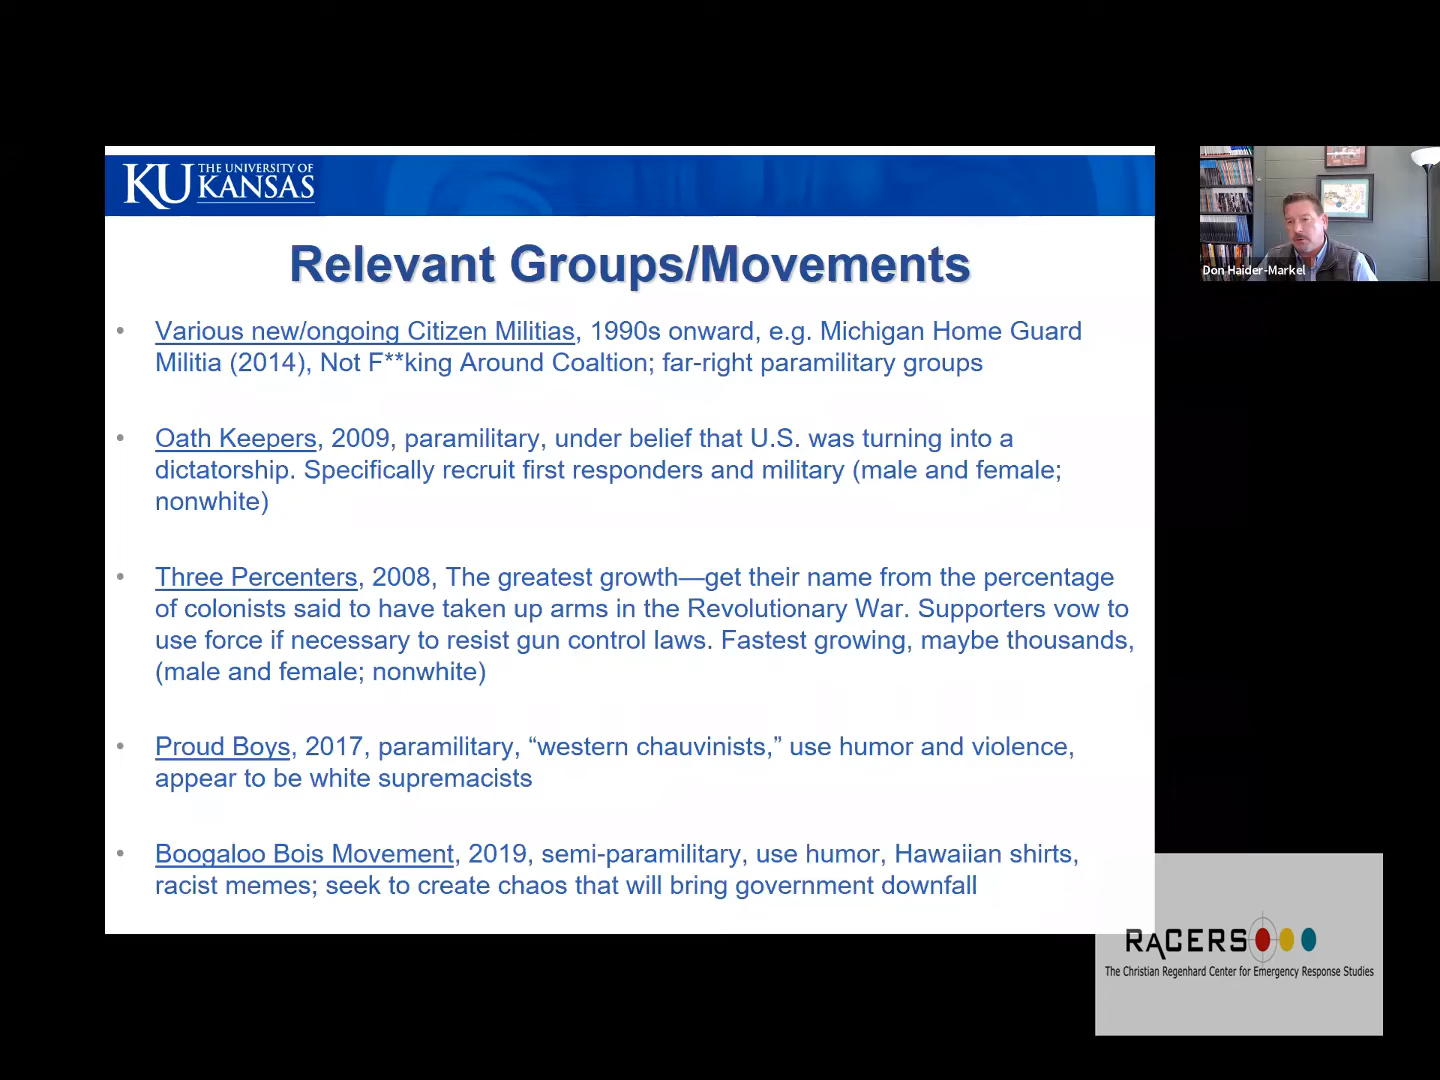 KU THE UNIVERSITY OF
KANSAS
Relevant Groups/Movements
• Various new/ongoing Citizen Militias, 1990s onward, e.g. Michigan Home Guard
Militia (2014), Not F**king Around Coaltion; far-right paramilitary groups
• Oath Keepers, 2009, paramilitary, under belief that U.S. was turning into a
dictatorship. Specifically recruit first responders and military (male and female;
nonwhite)
• Three Percenters, 2008, The greatest growth—get their name from the percentage
of colonists said to have taken up arms in the Revolutionary War. Supporters vow to
use force if necessary to resist gun control laws. Fastest growing, maybe thousands,
(male and female; nonwhite)
• Proud Boys, 2017, paramilitary, “western chauvinists,” use humor and violence,
appear to be white supremacists
• Boogaloo Bois Movement, 2019, semi-paramilitary, use humor, Hawaiian shirts,
racist memes; seek to create chaos that will bring government downfall
Don Haider-Markel
RACERS
The Christian Regenhard Center for Emergency Response Studies